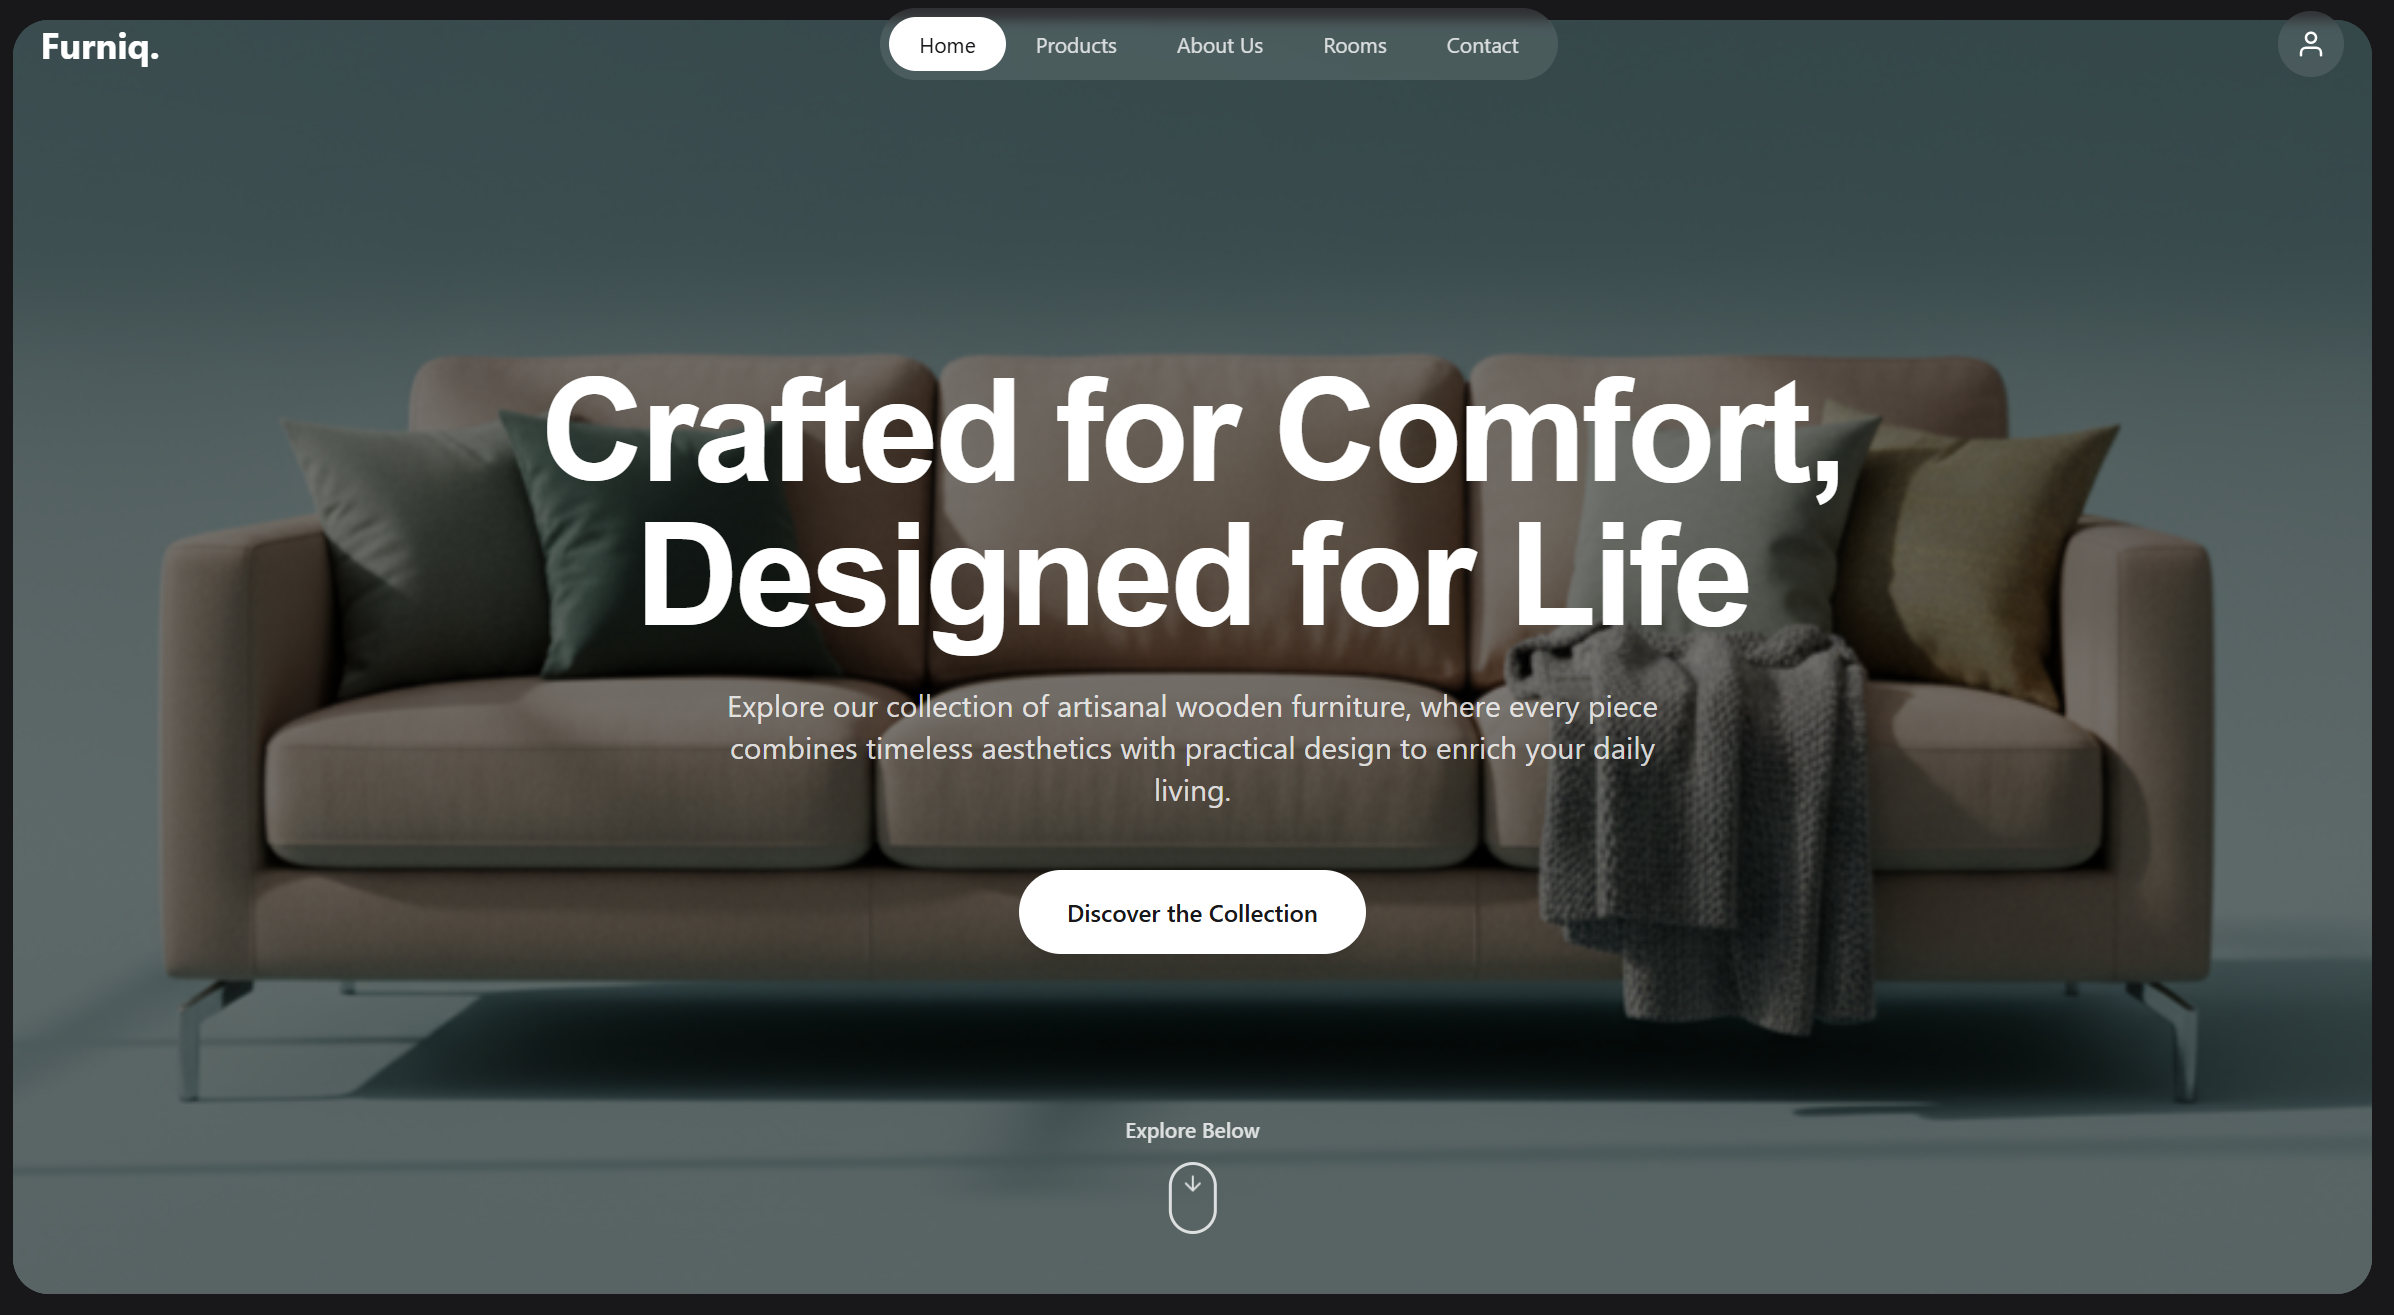 Furniq.
Home
Products
About Us
Rooms
Contact
Crafted for Comfort,
Designed for Life
Explore our collection of artisanal wooden furniture, where every piece
combines timeless aesthetics with practical design to enrich your daily
living.
Discover the Collection
Explore Below